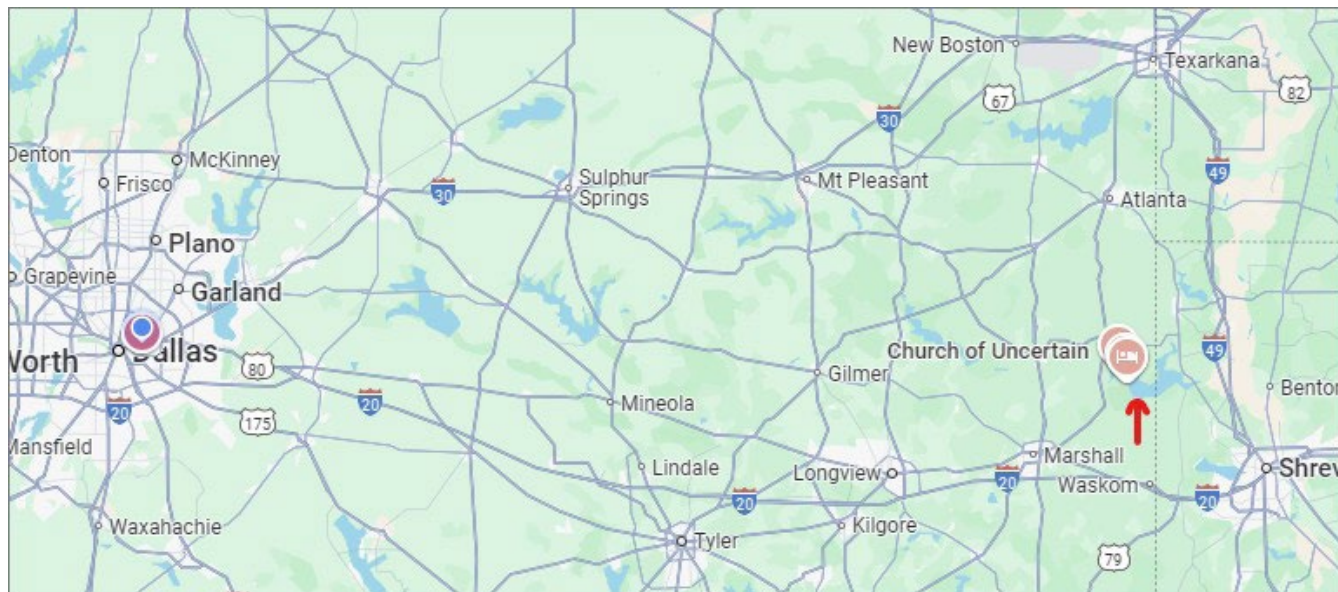 New Boston
Texarkana
67
82
30
Denton
McKinney
Frisco
30
Sulphur
Springs
Mt Pleasant
49
Atlanta
Plano
Grapevine
Garland
Worth
Dallas
80
Church of Uncertain
49
Gilmer
Benton
20
20
Mineola
175
Mansfield
Lindale
Longview
Marshall
20
Waskom
20
Shrev
20
Waxahachie
Kilgore
Tyler
79